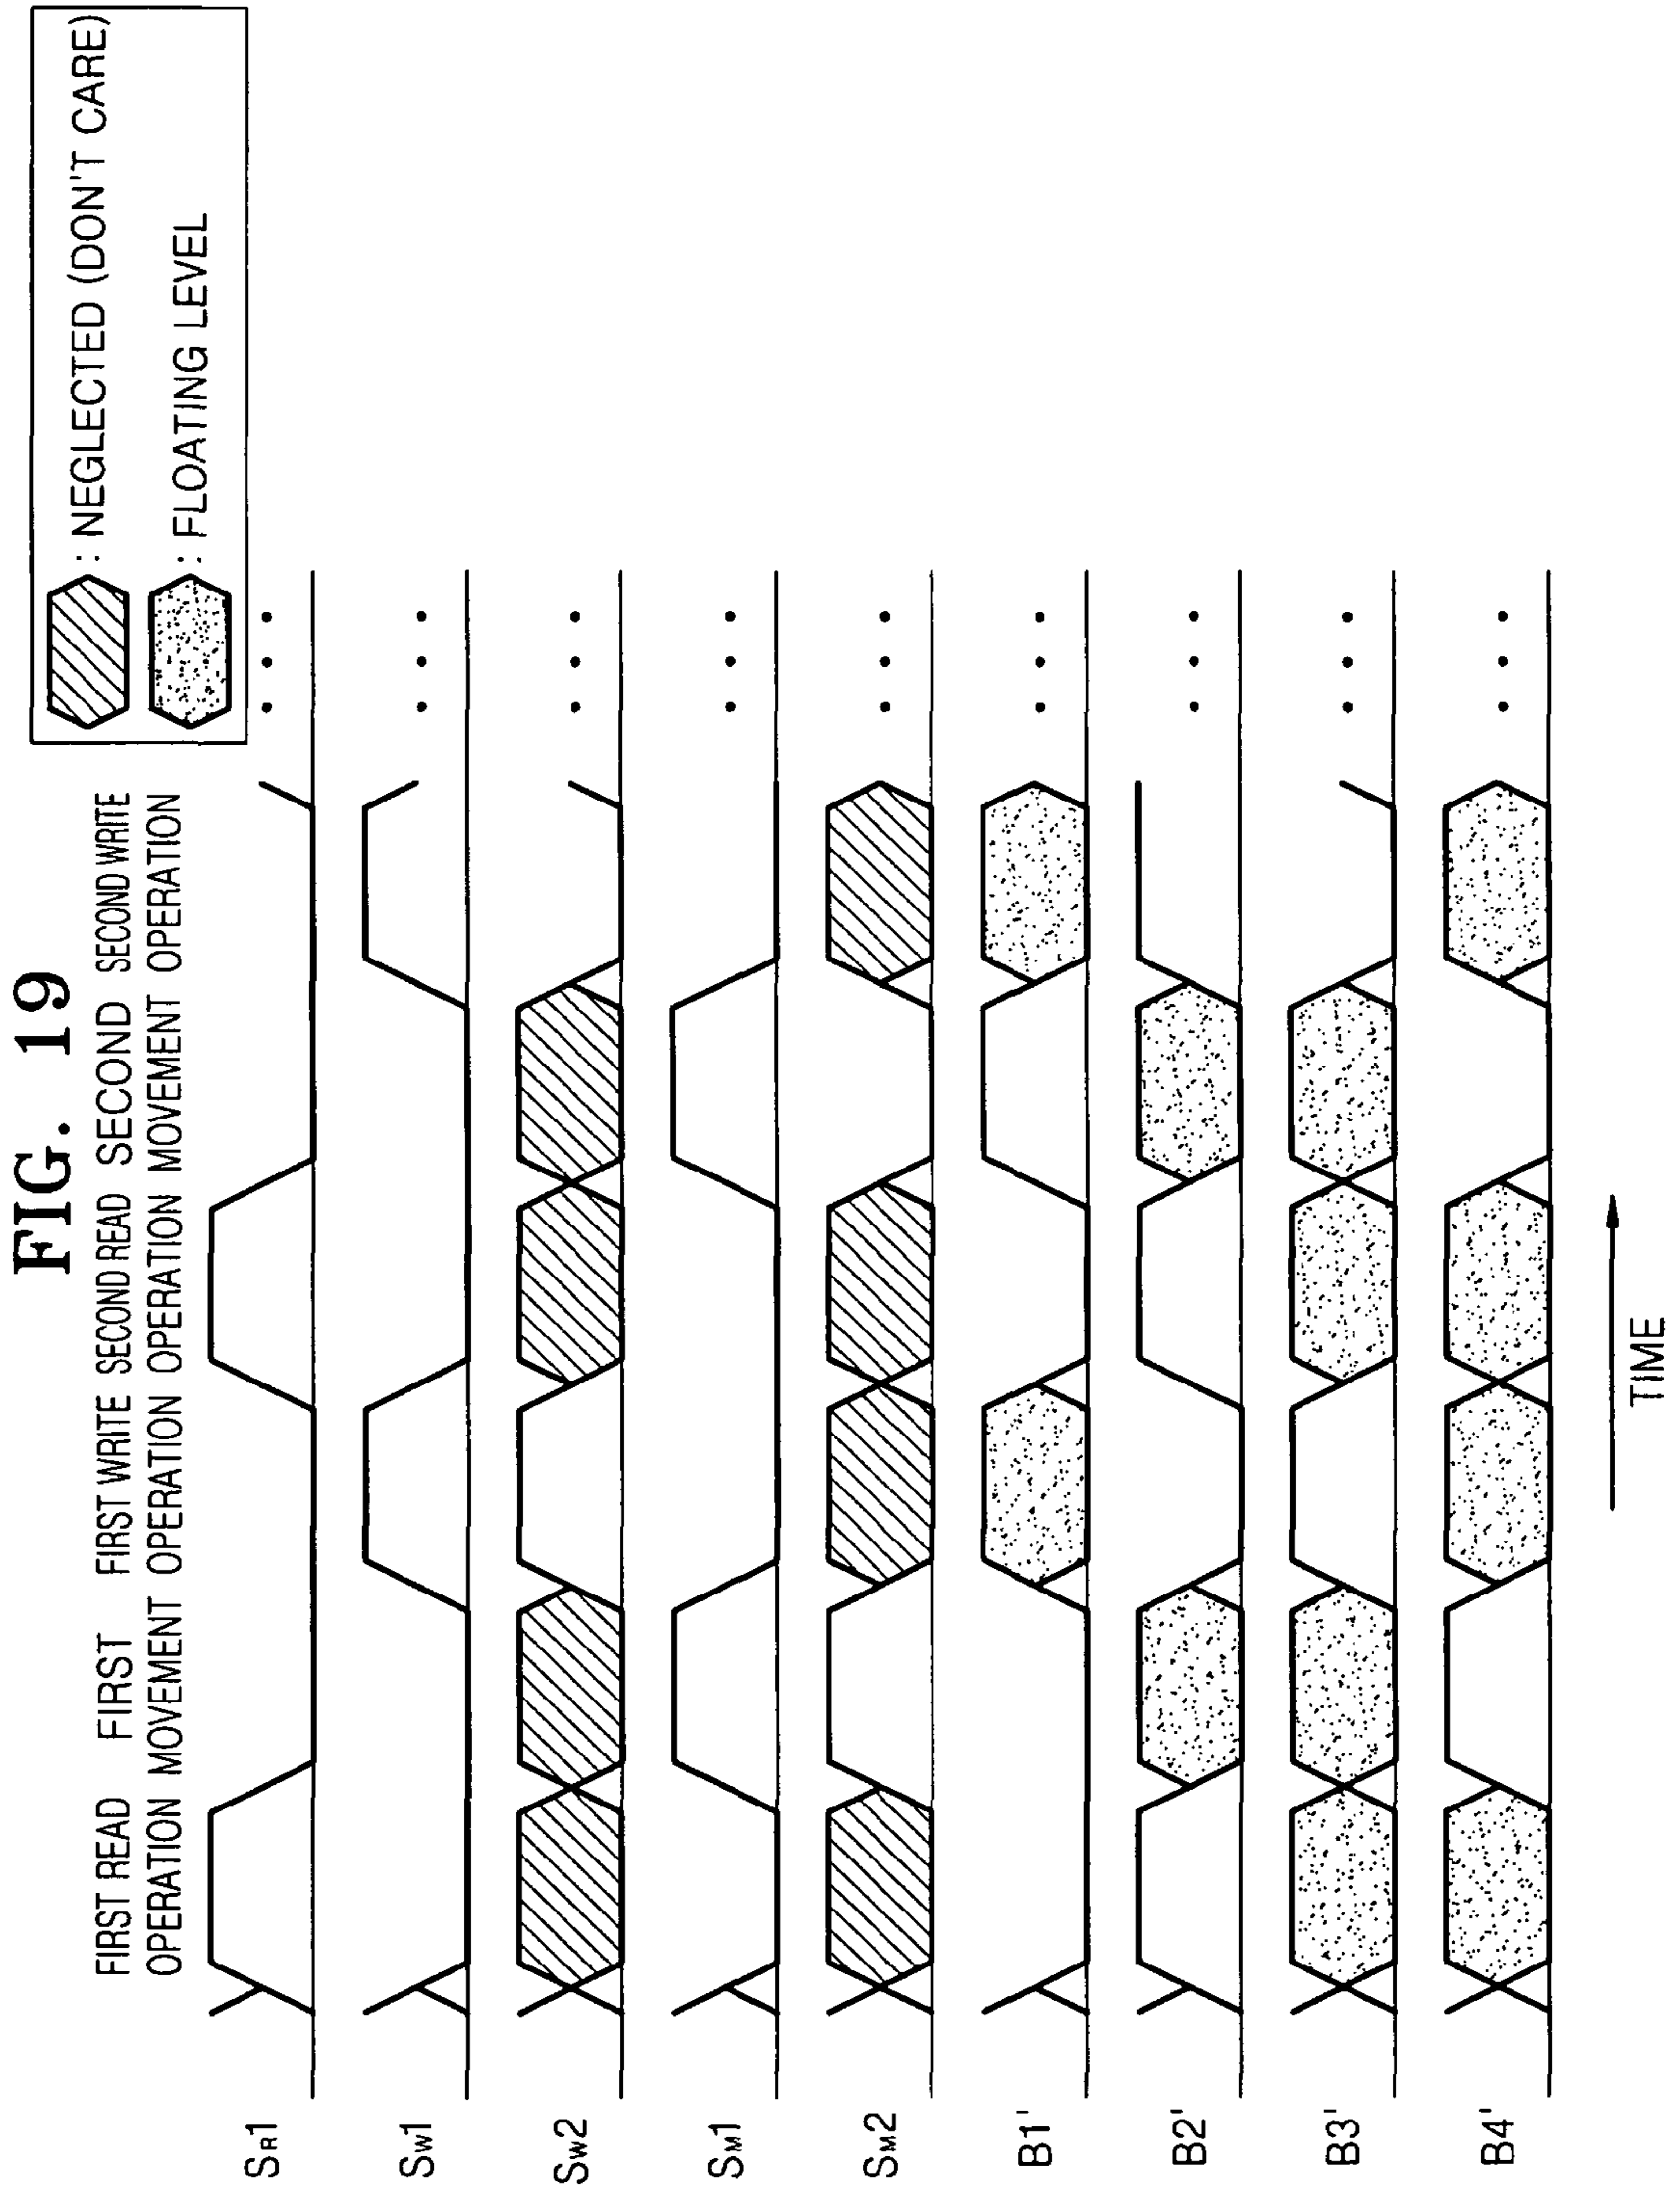 FIG. 19
: NEGLECTED (DON'T CARE)
: FLOATING LEVEL
FIRST READ FIRST FIRST WRITE SECOND READ SECOND SECOND WRITE
OPERATION MOVEMENT OPERATION OPERATION MOVEMENT OPERATION
SR1
SW1
SW2
SM1
SM2
B1'
B2'
B3'
B4'
TIME